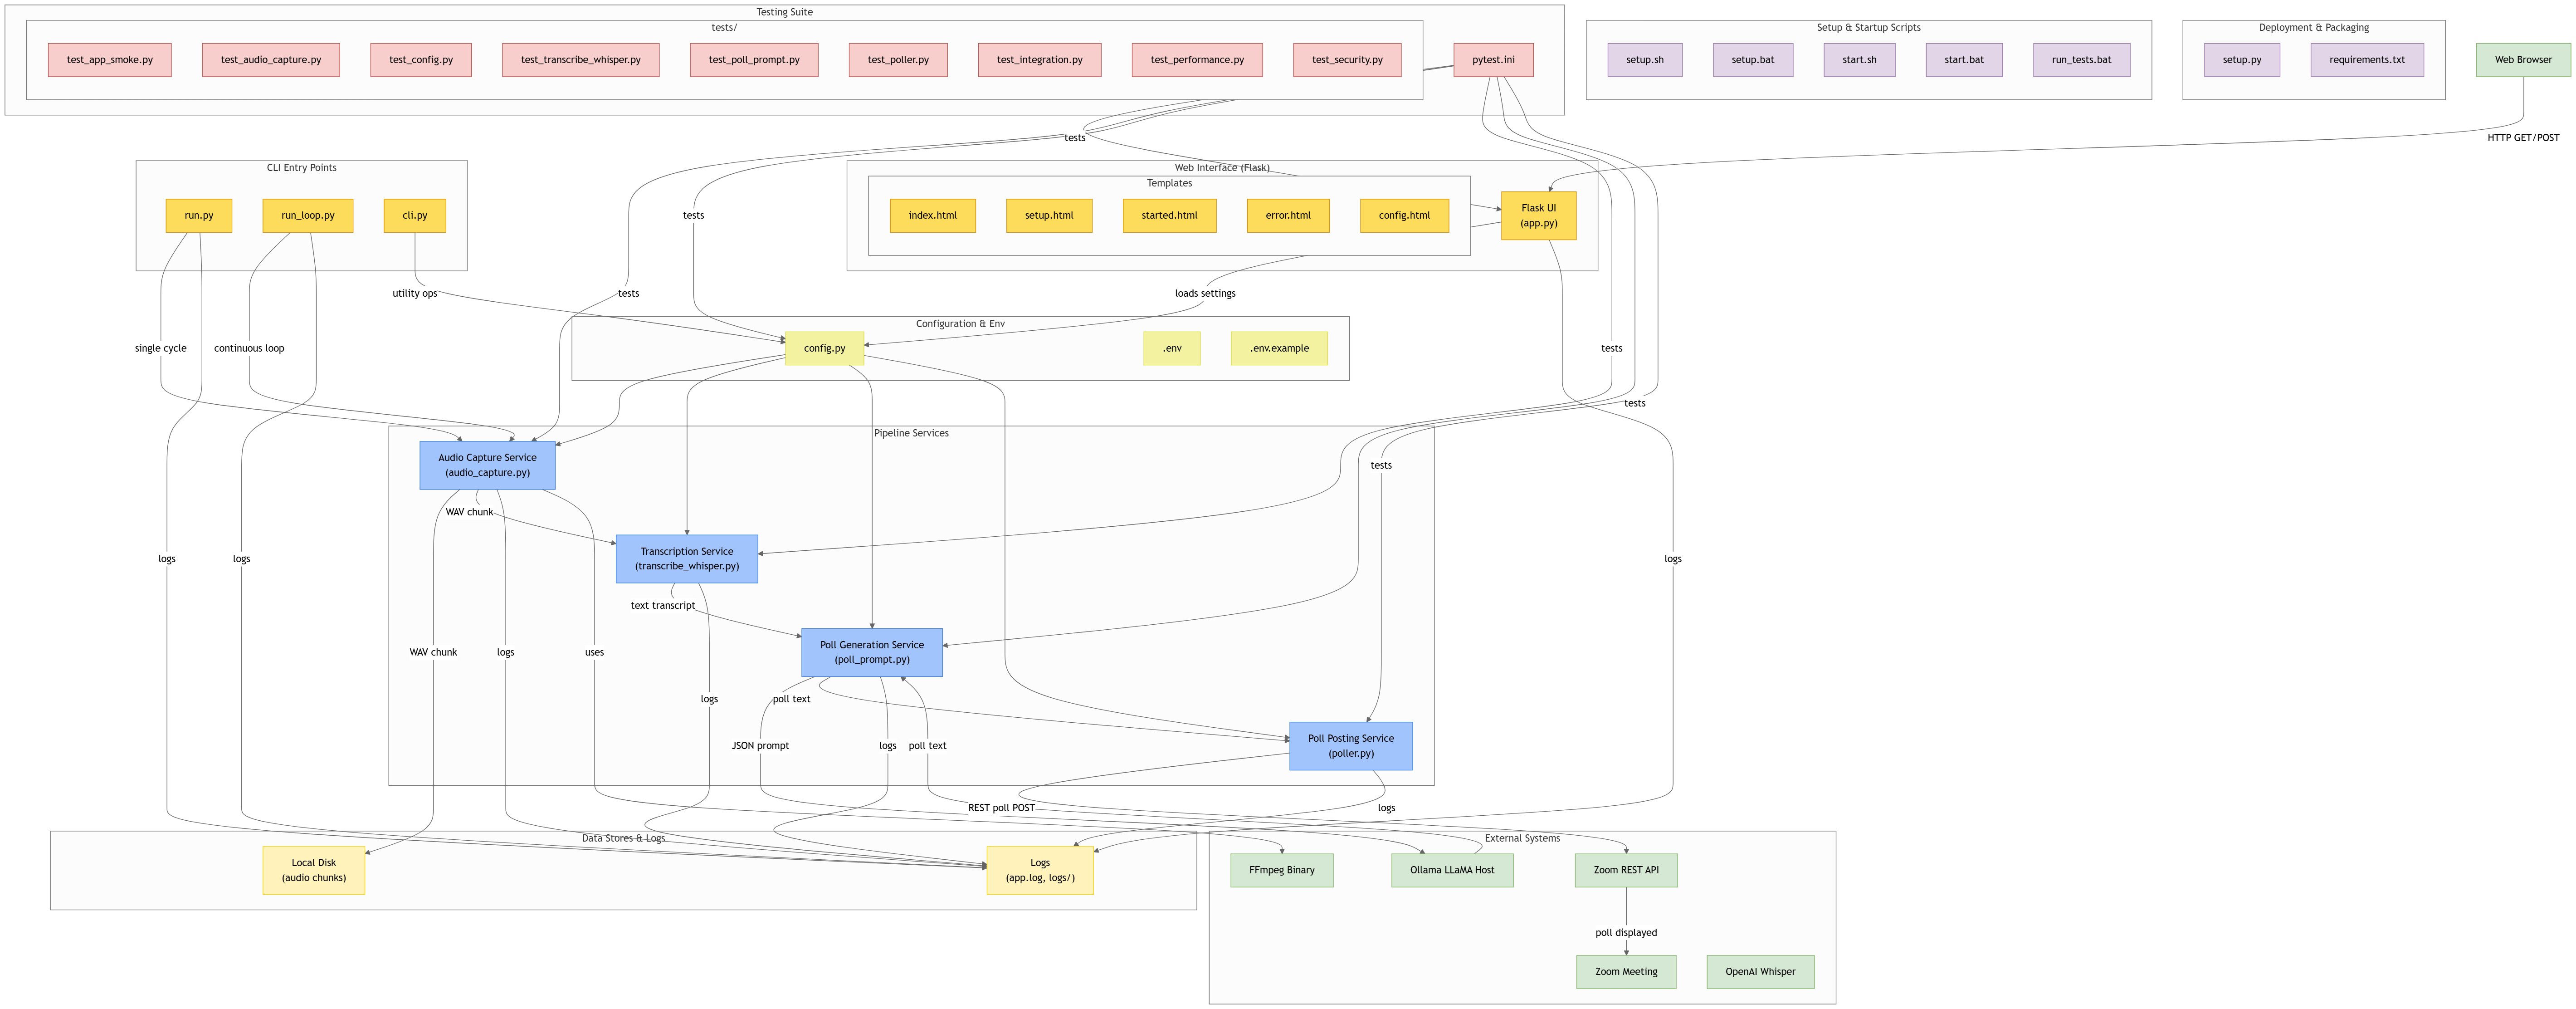 Testing Suite
tests/
test_app_smoke.py
test_audio_capture.py
test_config.py
test_transcribe_whisper.py
test_poll_prompt.py
test_poller.py
test_integration.py
test_performance.py
test_security.py
pytest.ini
Setup & Startup Scripts
setup.sh
setup.bat
start.sh
start.bat
run_tests.bat
Deployment & Packaging
setup.py
requirements.txt
Web Browser
tests
HTTP GET/POST
CLI Entry Points
run.py
run_loop.py
cli.py
Web Interface (Flask)
Templates
index.html
setup.html
started.html
error.html
config.html
Flask UI
(app.py)
tests
utility ops
tests
loads settings
Configuration & Env
config.py
.env
.env.example
single cycle
continuous loop
tests
tests
Pipeline Services
Audio Capture Service
(audio_capture.py)
tests
WAV chunk
Transcription Service
(transcribe_whisper.py)
logs
logs
logs
text transcript
Poll Generation Service
(poll_prompt.py)
WAV chunk
logs
uses
logs
poll text
JSON prompt
logs
poll text
Poll Posting Service
(poller.py)
REST poll POST
logs
Data Stores & Logs
Local Disk
(audio chunks)
Logs
(app.log, logs/)
External Systems
FFmpeg Binary
Ollama LLaMA Host
Zoom REST API
poll displayed
Zoom Meeting
OpenAI Whisper